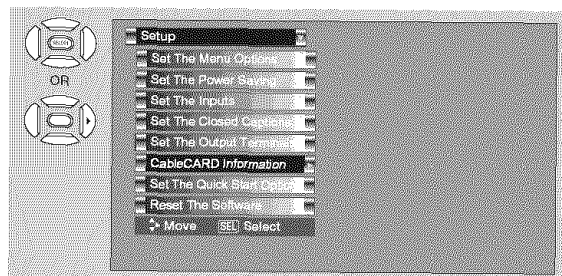 Setup
Set The Menu Options
Set The Power Saving
OR
Set The Inputs
Set The Closed Captions
Set The Output Terminals
CableCARD Information
Set The Quick Start Option
Reset The Software
Move SEL Select